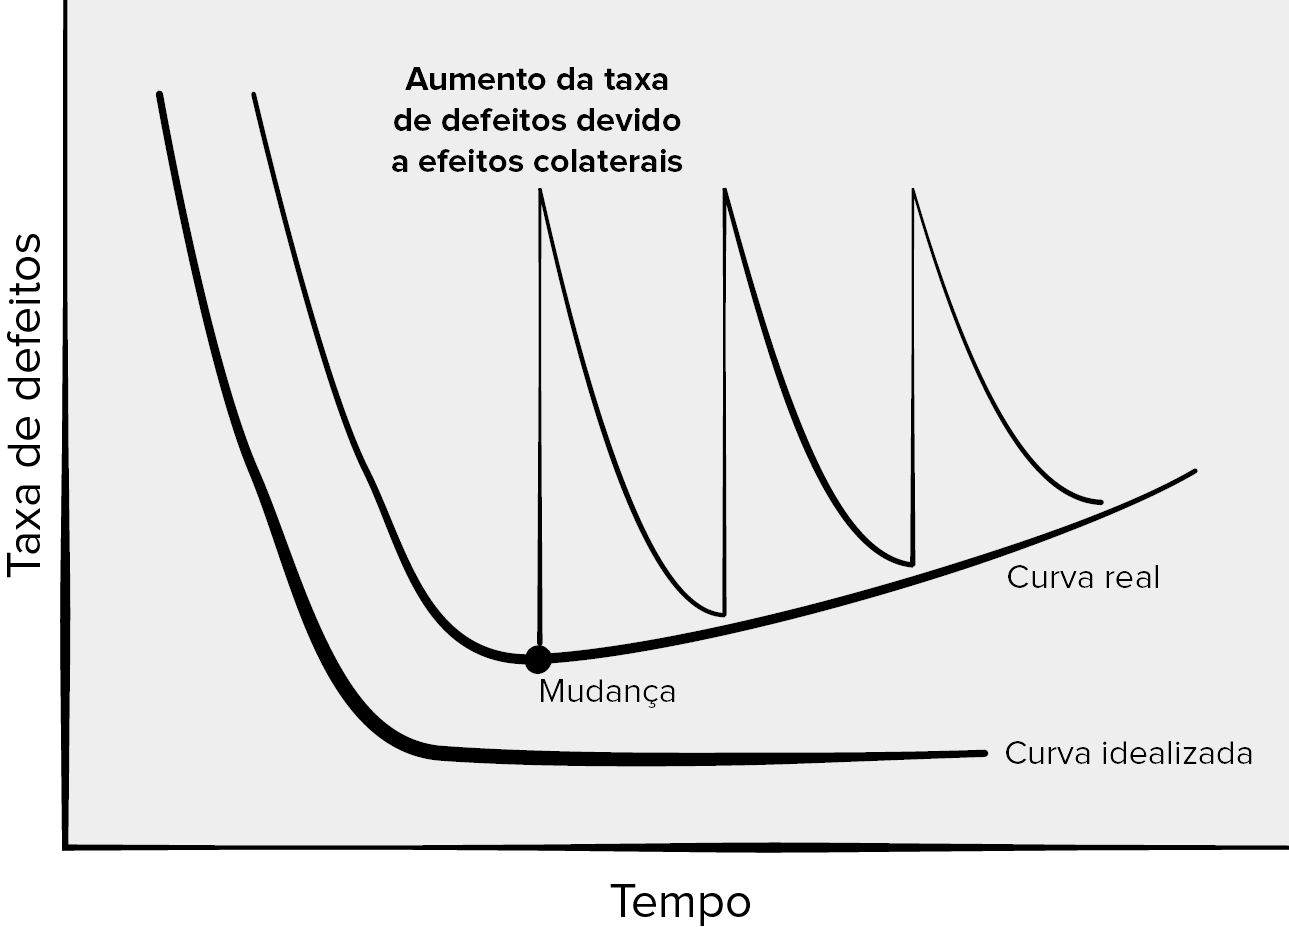 Aumento da taxa
de defeitos devido
a efeitos colaterais
Taxa de defeitos
Curva real
Mudança
Curva idealizada
Tempo